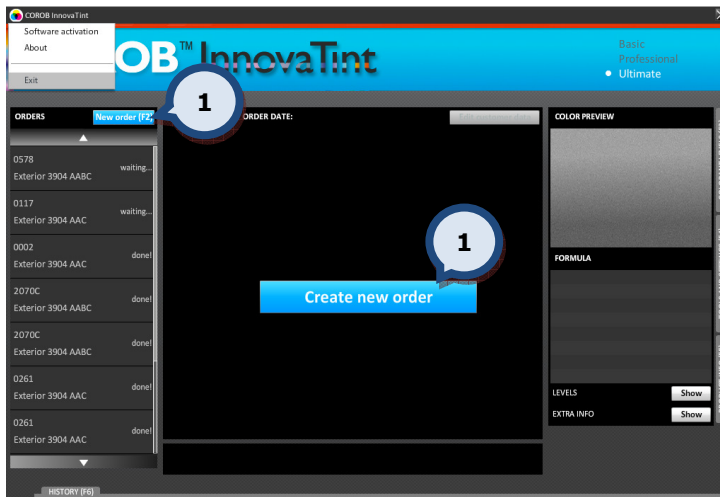 COROB InnovaTint
Software activation
About
Exit
OB™ InnovaTint
Basic
Professional
Ultimate
ORDERS
New order (F2)
1
ORDER DATE:
COLOR PREVIEW
0578
Exterior 3904 AABC
waiting...
0117
Exterior 3904 AAC
waiting...
0002
Exterior 3904 AAC
done!
2070C
Exterior 3904 AABC
done!
2070C
Exterior 3904 AABC
done!
0261
Exterior 3904 AAC
done!
0261
Exterior 3904 AAC
done!
1
Create new order
FORMULA
LEVELS
Show
EXTRA INFO
Show
HISTORY (F6)